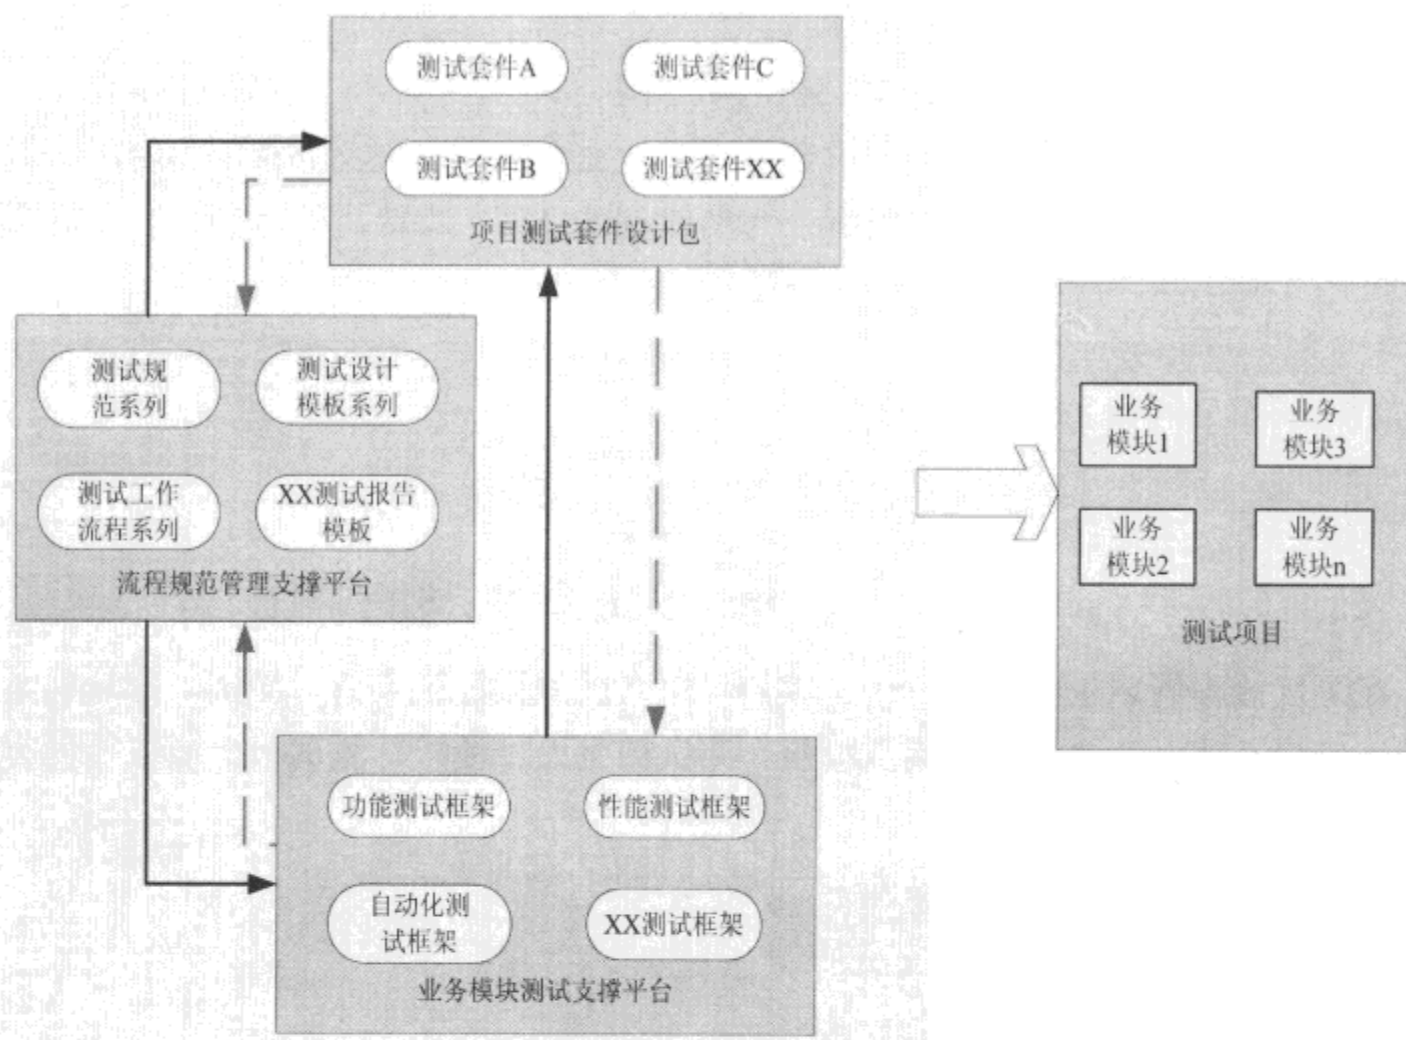 测试套件A
测试套件C
测试套件B
测试套件XX
项目测试套件设计包
测试规
范系列
测试设计
模板系列
测试工作
流程系列
XX测试报告
模板
流程规范管理支撑平台
功能测试框架
性能测试框架
自动化测
试框架
XX测试框架
业务模块测试支撑平台
业务
模块1
业务
模块3
业务
模块2
业务
模块n
测试项目